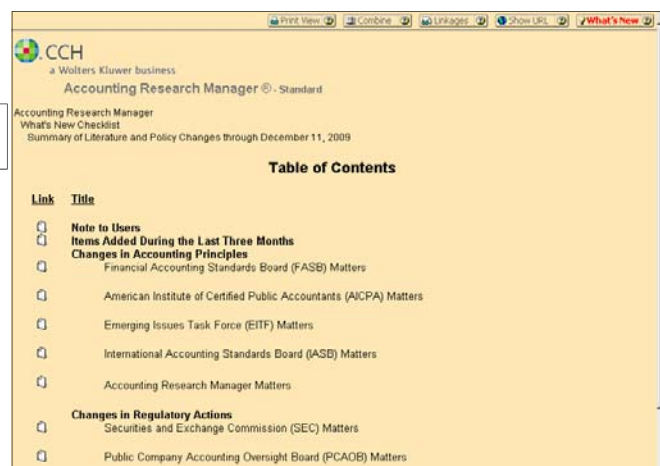 Print View
Combine
Linkages
Show URL
What's New
CCH
a Wolters Kluwer business
Accounting Research Manager ® - Standard
Accounting Research Manager
What's New Checklist
Summary of Literature and Policy Changes through December 11, 2009
Table of Contents
Link Title
Note to Users
Items Added During the Last Three Months
Changes in Accounting Principles
Financial Accounting Standards Board (FASB) Matters
American Institute of Certified Public Accountants (AICPA) Matters
Emerging Issues Task Force (EITF) Matters
International Accounting Standards Board (IASB) Matters
Accounting Research Manager Matters
Changes in Regulatory Actions
Securities and Exchange Commission (SEC) Matters
Public Company Accounting Oversight Board (PCAOB) Matters